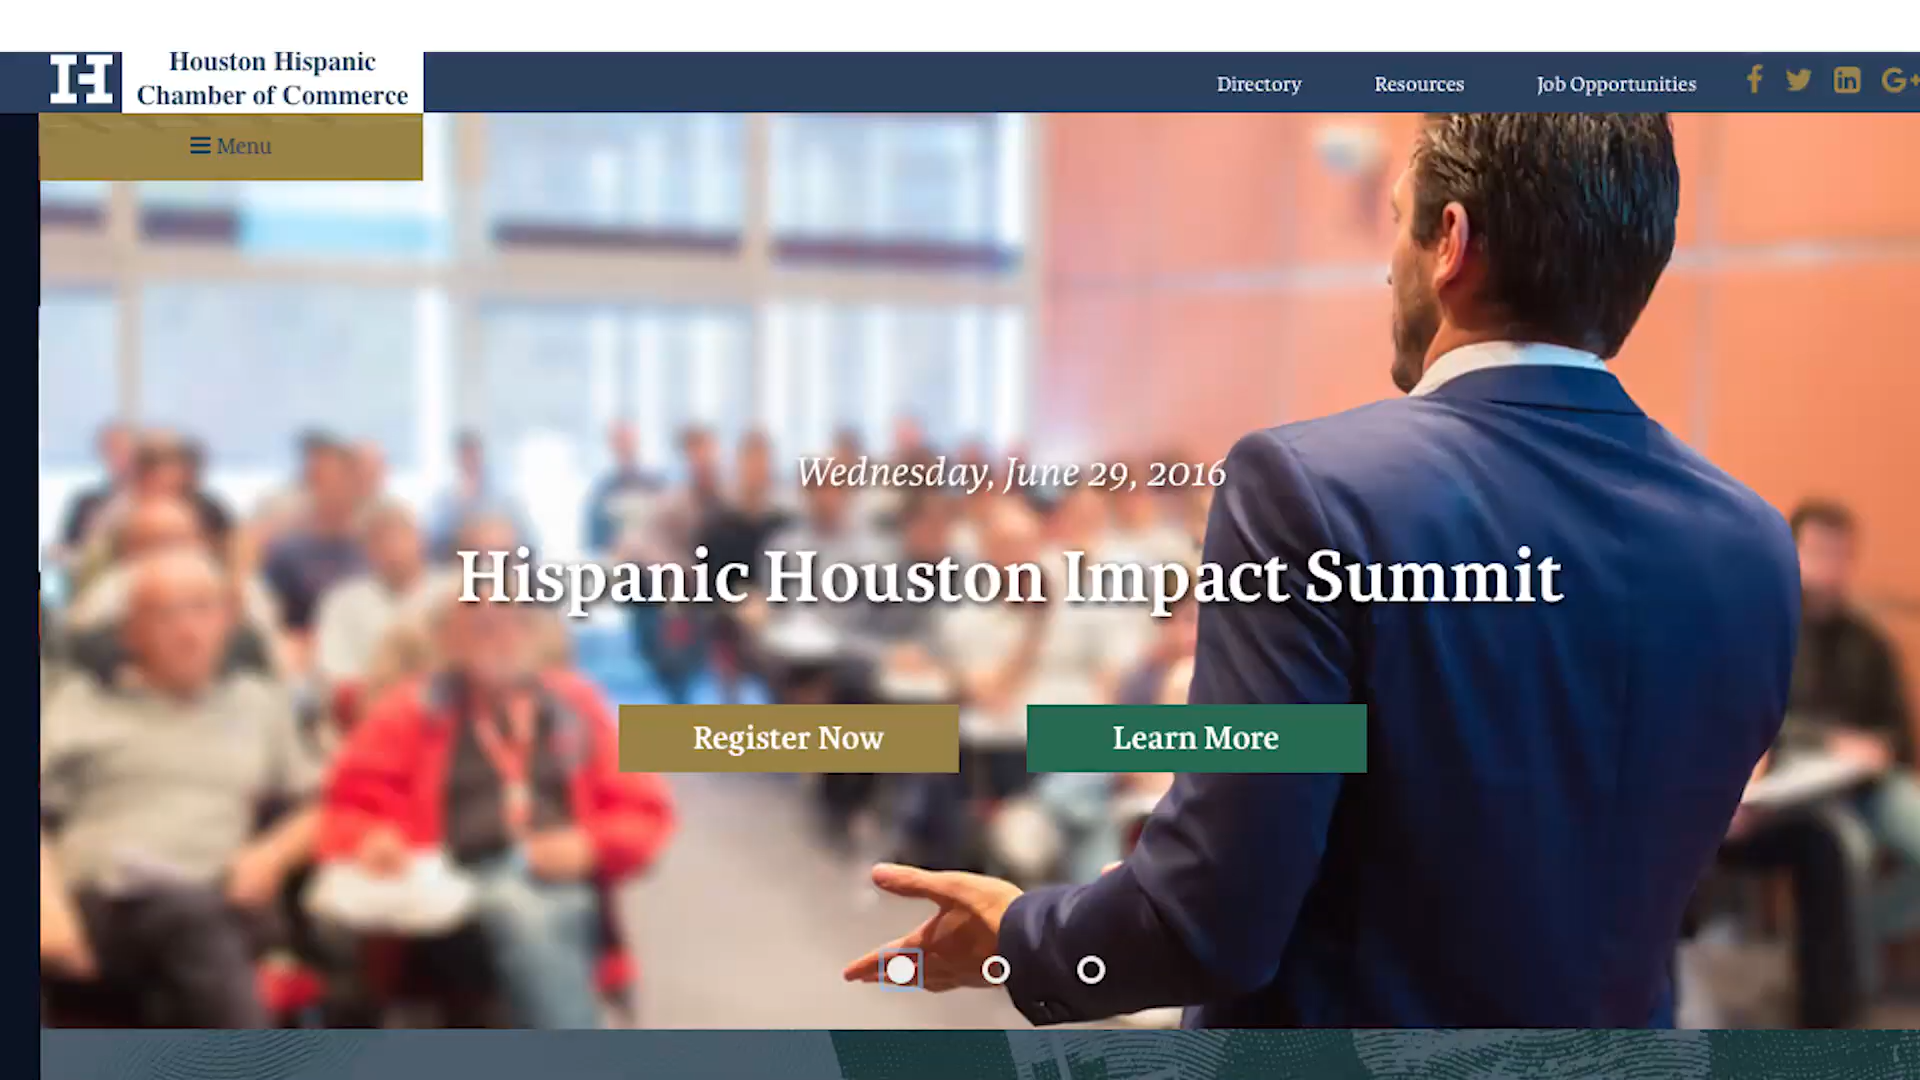 Houston Hispanic
Chamber of Commerce
Directory
Resources
Job Opportunities
Menu
Wednesday, June 29, 2016
Hispanic Houston Impact Summit
Register Now
Learn More